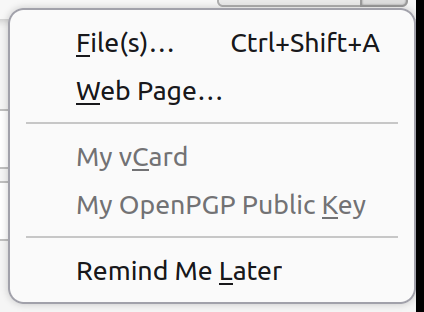 File(s)… Ctrl+Shift+A
Web Page…
My vCard
My OpenPGP Public Key
Remind Me Later